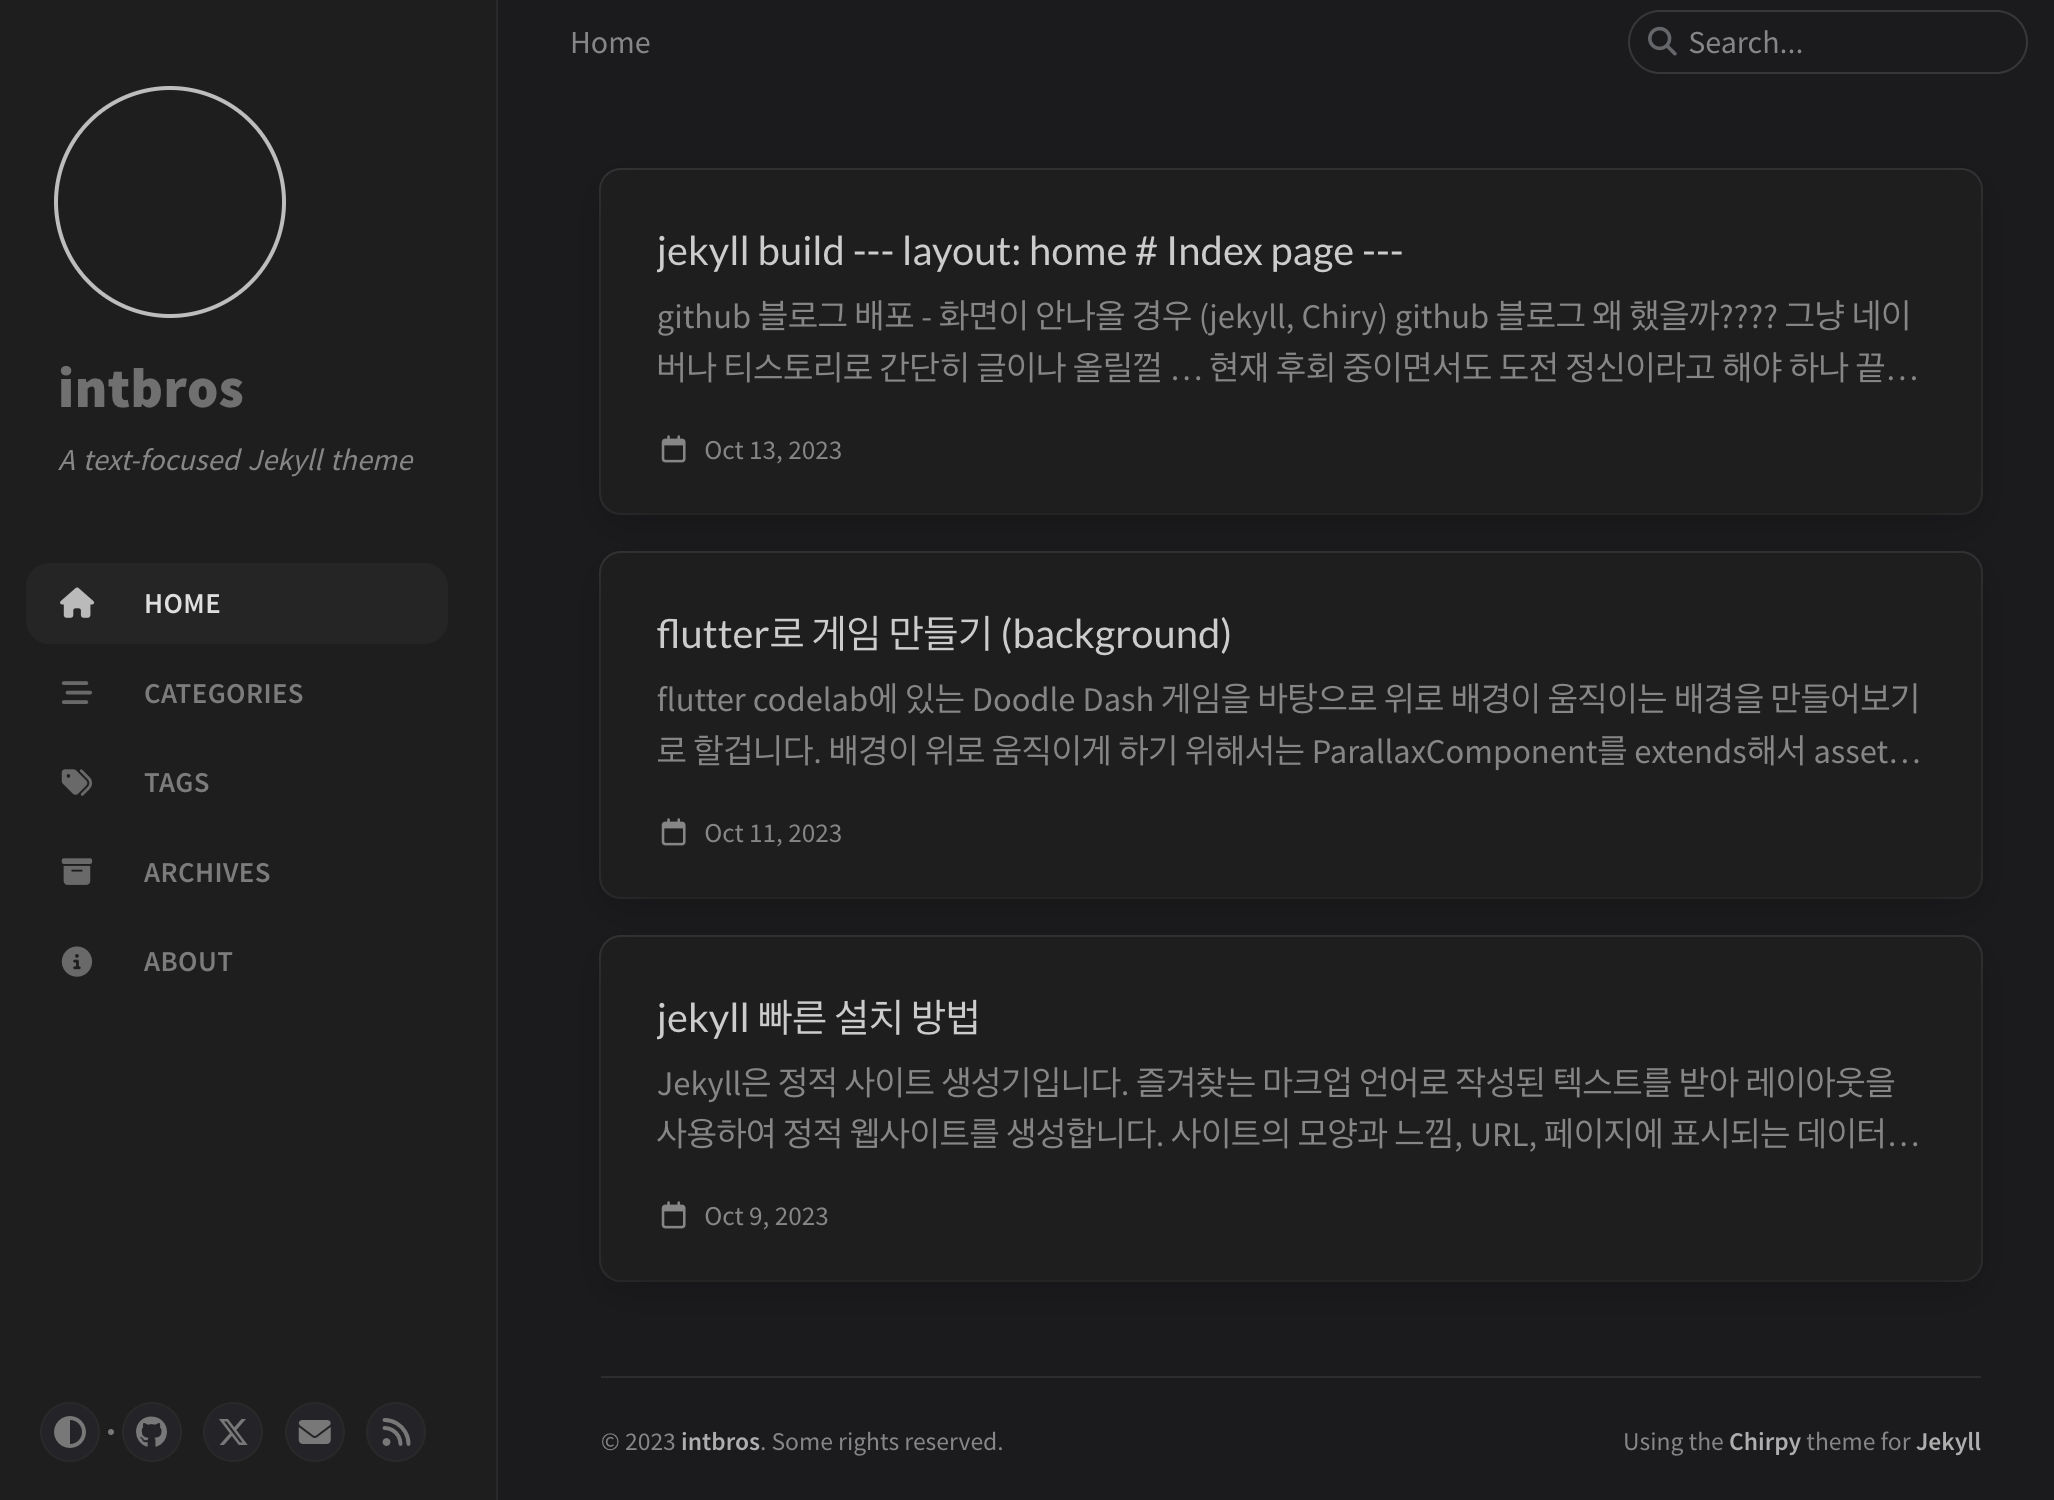 intbros
A text-focused Jekyll theme
HOME
CATEGORIES
TAGS
ARCHIVES
ABOUT
Home
Search...
jekyll build --- layout: home # Index page ---
github 블로그 배포 - 화면이 안나올 경우 (jekyll, Chiry) github 블로그 왜 했을까???? 그냥 네이
버나 티스토리로 간단히 글이나 올릴껄 … 현재 후회 중이면서도 도전 정신이라고 해야 하나 끝…
Oct 13, 2023
flutter로 게임 만들기 (background)
flutter codelab에 있는 Doodle Dash 게임을 바탕으로 위로 배경이 움직이는 배경을 만들어보기
로 할겁니다. 배경이 위로 움직이게 하기 위해서는 ParallaxComponent를 extends해서 asset…
Oct 11, 2023
jekyll 빠른 설치 방법
Jekyll은 정적 사이트 생성기입니다. 즐겨찾는 마크업 언어로 작성된 텍스트를 받아 레이아웃을
사용하여 정적 웹사이트를 생성합니다. 사이트의 모양과 느낌, URL, 페이지에 표시되는 데이터…
Oct 9, 2023
© 2023 intbros. Some rights reserved.
Using the Chirpy theme for Jekyll